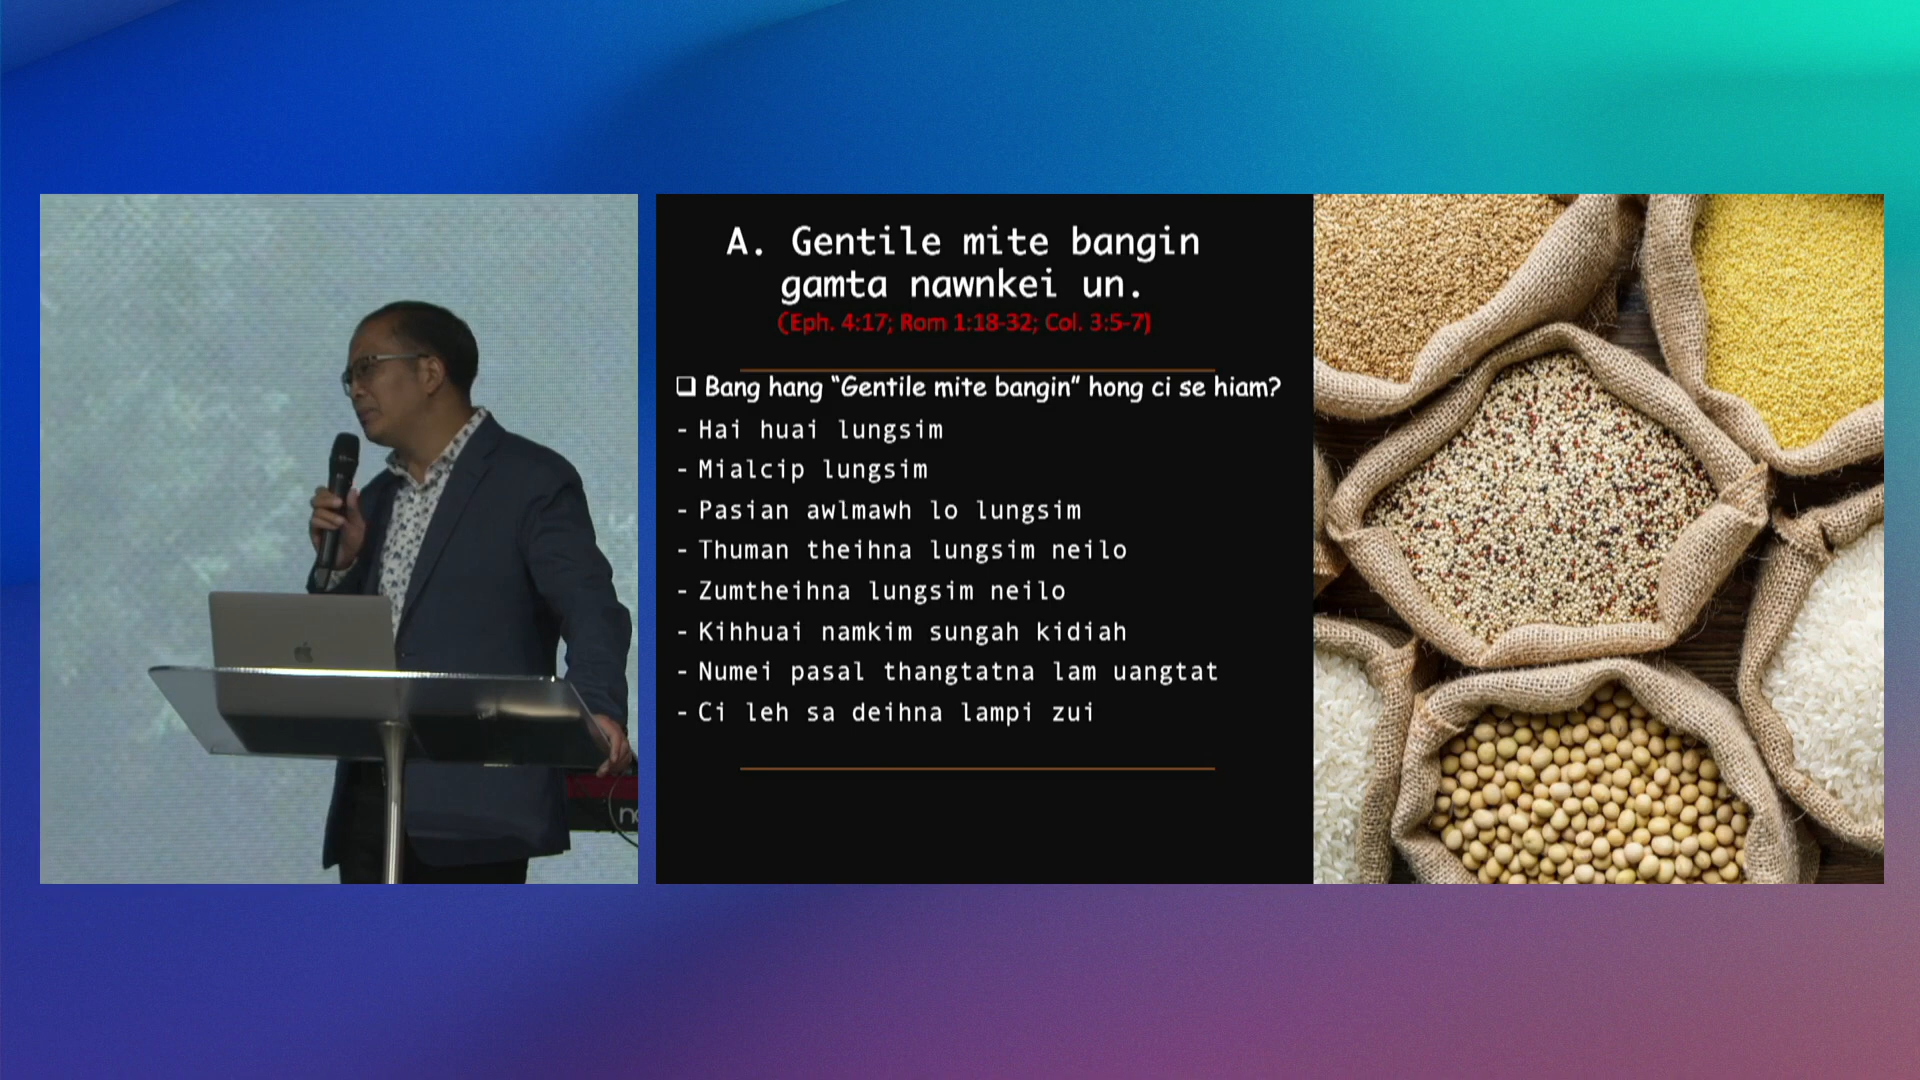 A. Gentile mite bangin
gamta nawnkei un.
(Eph. 4:17; Rom 1:18-32; Col. 3:5-7)
❑ Bang hang “Gentile mite bangin” hong ci se hiam?
- Hai huai lungsim
- Mialcip lungsim
- Pasian awlmawh lo lungsim
- Thuman theihna lungsim neilo
- Zumtheihna lungsim neilo
- Kihhuai namkim sungah kidiah
- Numei pasal thangtatna lam uangtat
- Ci leh sa deihna lampi zui